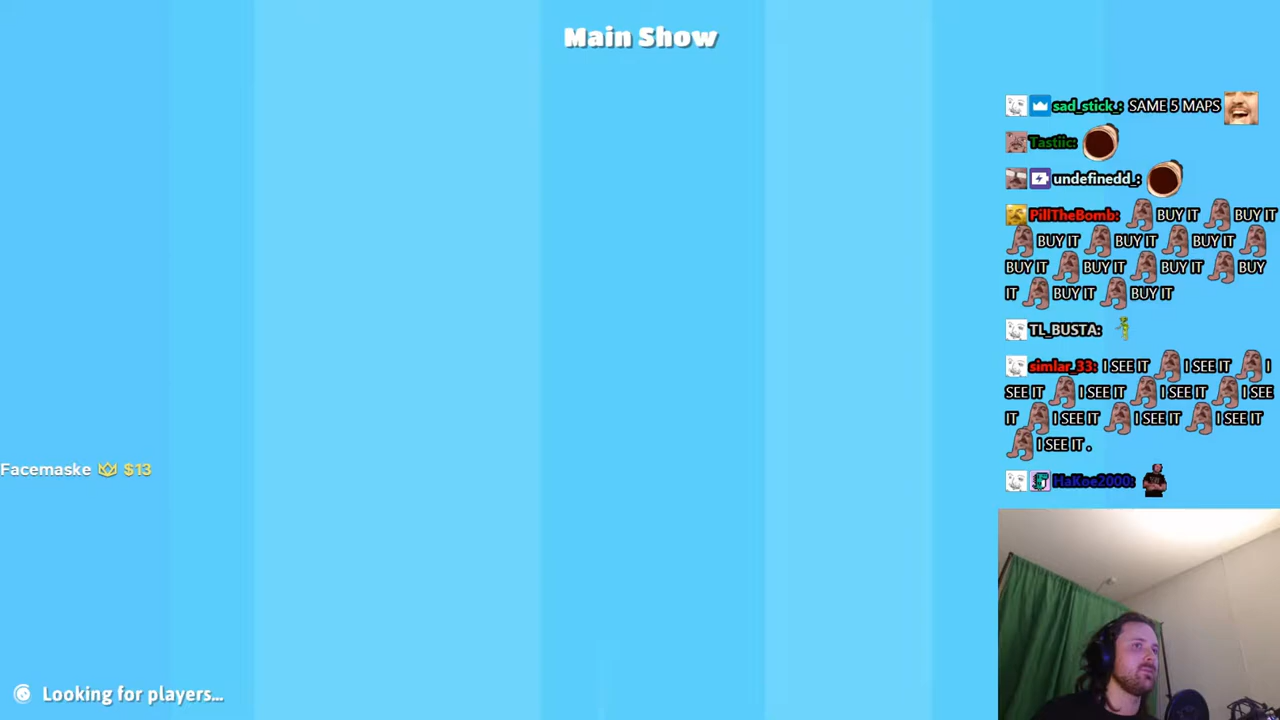 Main Show
sad_stick_: SAME 5 MAPS
Tastiic:
undefinedd_:
PillTheBomb: BUY IT BUY IT
BUY IT BUY IT BUY IT
BUY IT BUY IT BUY IT BUY
IT BUY IT BUY IT
TL_BUSTA:
simlar_33: I SEE IT I SEE IT I
SEE IT I SEE IT I SEE IT I SEE
IT I SEE IT I SEE IT I SEE IT
I SEE IT .
HaKoe2000:
Facemaske $13
Looking for players...